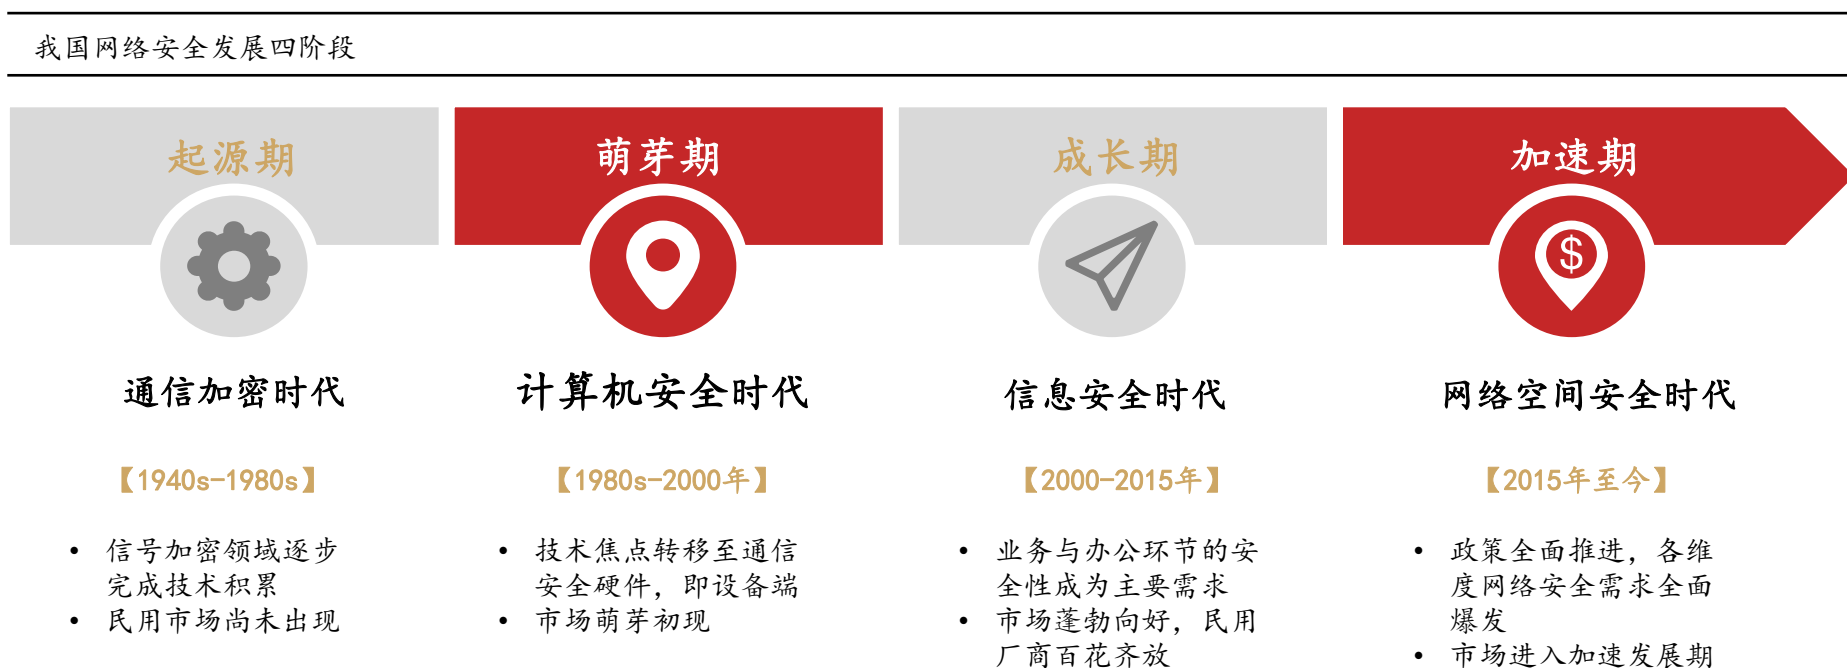 我国网络安全发展四阶段
起源期
萌芽期
成长期
加速期
$
通信加密时代
计算机安全时代
信息安全时代
网络空间安全时代
【1940s-1980s】
【1980s-2000年】
【2000-2015年】
【2015年至今】
• 信号加密领域逐步
完成技术积累
• 民用市场尚未出现
• 技术焦点转移至通信
安全硬件，即设备端
• 市场萌芽初现
• 业务与办公环节的安
全性成为主要需求
• 市场蓬勃向好，民用
厂商百花齐放
• 政策全面推进，各维
度网络安全需求全面
爆发
• 市场进入加速发展期